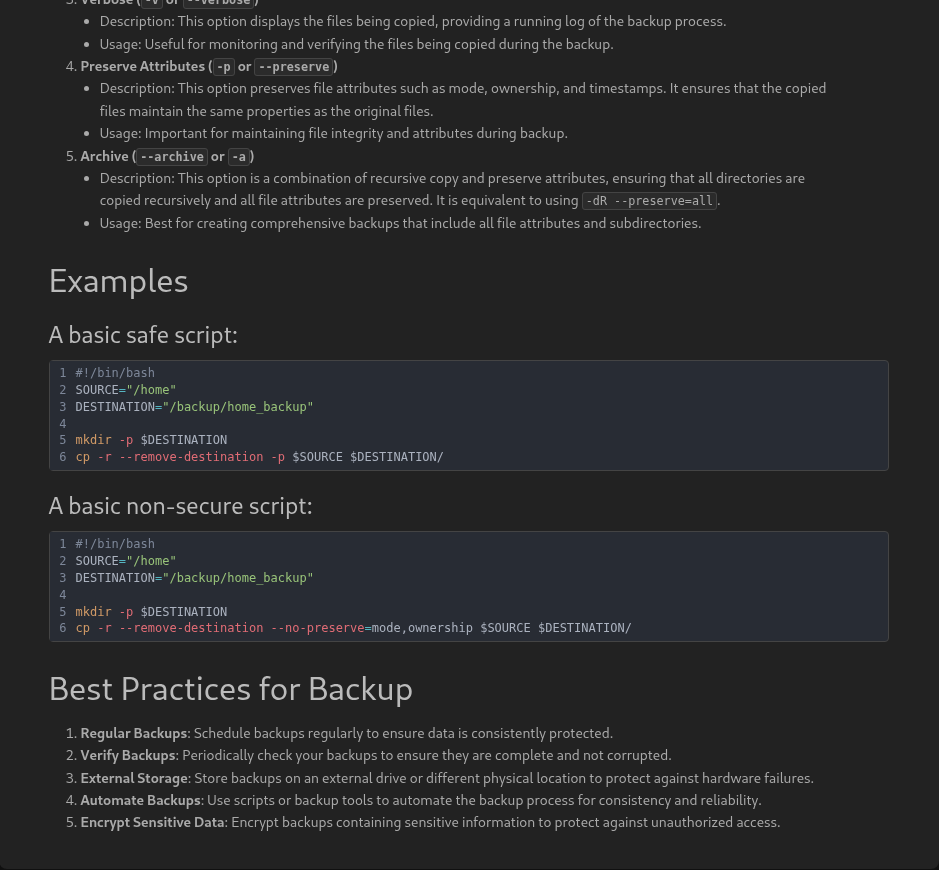 3. Verbose (-v or --verbose)
• Description: This option displays the files being copied, providing a running log of the backup process.
• Usage: Useful for monitoring and verifying the files being copied during the backup.
4. Preserve Attributes (-p or --preserve)
• Description: This option preserves file attributes such as mode, ownership, and timestamps. It ensures that the copied
files maintain the same properties as the original files.
• Usage: Important for maintaining file integrity and attributes during backup.
5. Archive (--archive or -a)
• Description: This option is a combination of recursive copy and preserve attributes, ensuring that all directories are
copied recursively and all file attributes are preserved. It is equivalent to using -dR --preserve=all.
• Usage: Best for creating comprehensive backups that include all file attributes and subdirectories.
Examples
A basic safe script:
1 #!/bin/bash
2 SOURCE="/home"
3 DESTINATION="/backup/home_backup"
4
5 mkdir -p $DESTINATION
6 cp -r --remove-destination -p $SOURCE $DESTINATION/
A basic non-secure script:
1 #!/bin/bash
2 SOURCE="/home"
3 DESTINATION="/backup/home_backup"
4
5 mkdir -p $DESTINATION
6 cp -r --remove-destination --no-preserve=mode,ownership $SOURCE $DESTINATION/
Best Practices for Backup
1. Regular Backups: Schedule backups regularly to ensure data is consistently protected.
2. Verify Backups: Periodically check your backups to ensure they are complete and not corrupted.
3. External Storage: Store backups on an external drive or different physical location to protect against hardware failures.
4. Automate Backups: Use scripts or backup tools to automate the backup process for consistency and reliability.
5. Encrypt Sensitive Data: Encrypt backups containing sensitive information to protect against unauthorized access.